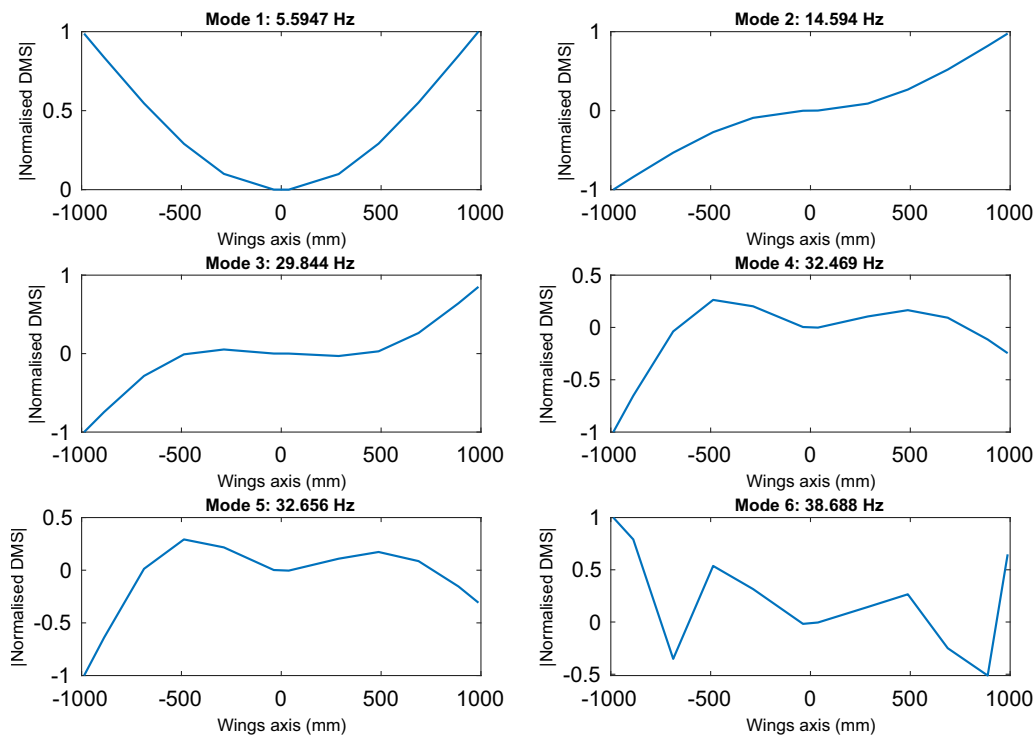 Mode 1: 5.5947 Hz
|Normalised DMS|
1
0.5
0
-1000 -500 0 500 1000
Wings axis (mm)
Mode 2: 14.594 Hz
|Normalised DMS|
1
0
-1
-1000 -500 0 500 1000
Wings axis (mm)
Mode 3: 29.844 Hz
|Normalised DMS|
1
0
-1
-1000 -500 0 500 1000
Wings axis (mm)
Mode 4: 32.469 Hz
|Normalised DMS|
0.5
0
-0.5
-1
-1000 -500 0 500 1000
Wings axis (mm)
Mode 5: 32.656 Hz
|Normalised DMS|
0.5
0
-0.5
-1
-1000 -500 0 500 1000
Wings axis (mm)
Mode 6: 38.688 Hz
|Normalised DMS|
1
0.5
0
-0.5
-1000 -500 0 500 1000
Wings axis (mm)